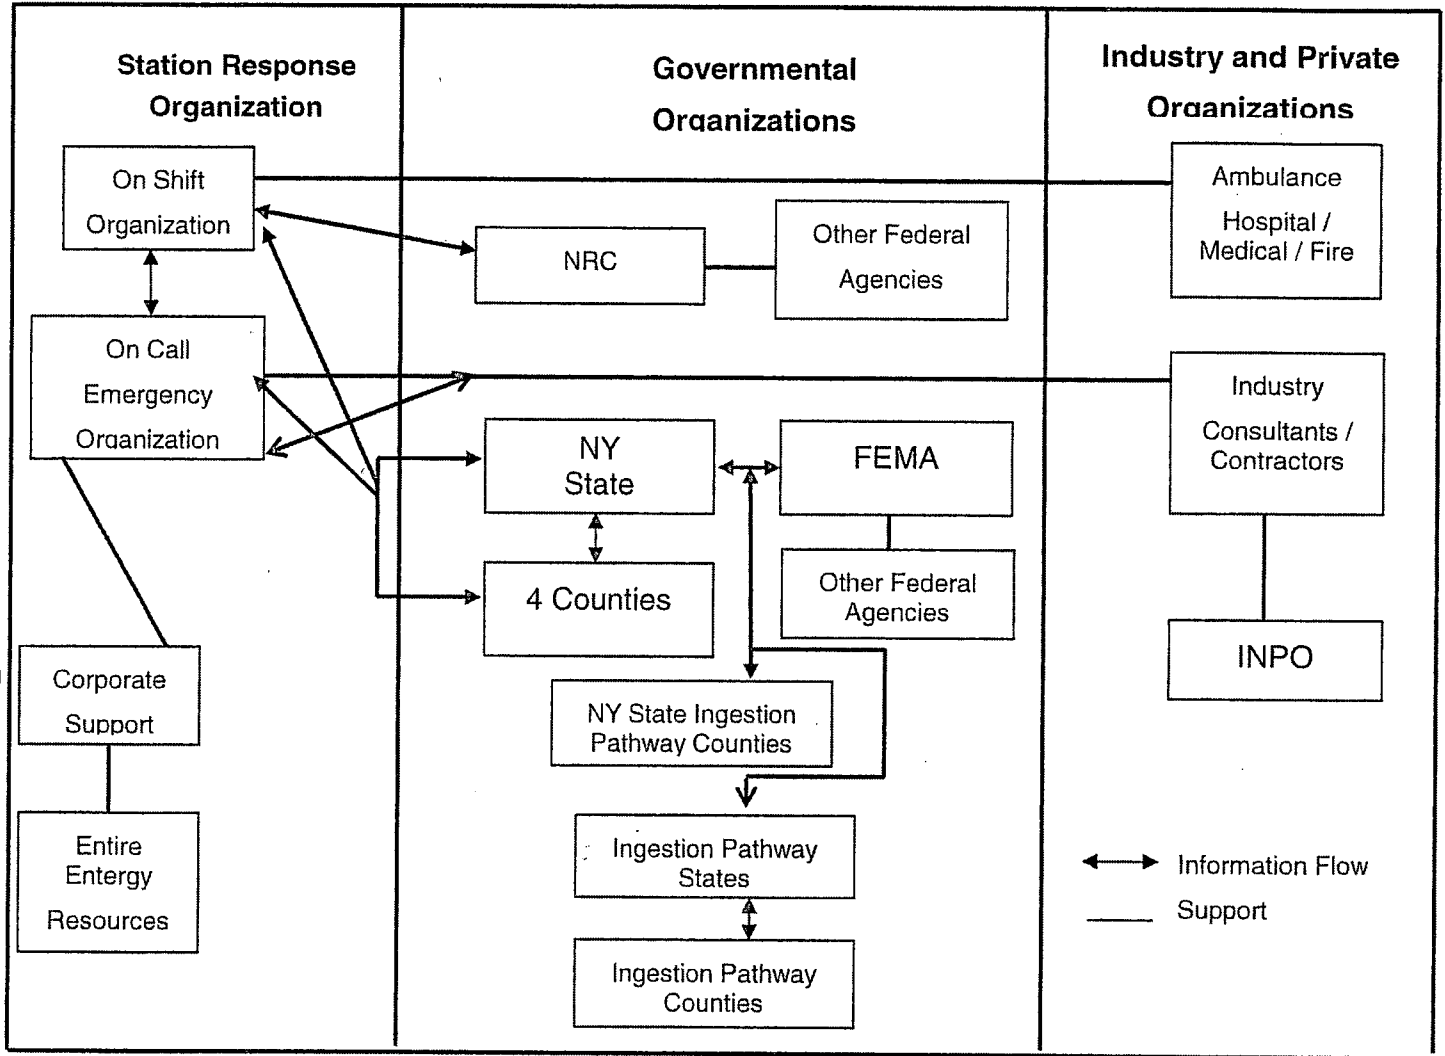 Station Response
Organization
On Shift
Organization
On Call
Emergency
Organization
Corporate
Support
Entire
Entergy
Resources
Governmental
Organizations
NRC
Other Federal
Agencies
NY
State
FEMA
4 Counties
Other Federal
Agencies
NY State Ingestion
Pathway Counties
Ingestion Pathway
States
Ingestion Pathway
Counties
Industry and Private
Organizations
Ambulance
Hospital /
Medical / Fire
Industry
Consultants /
Contractors
INPO
Information Flow
Support